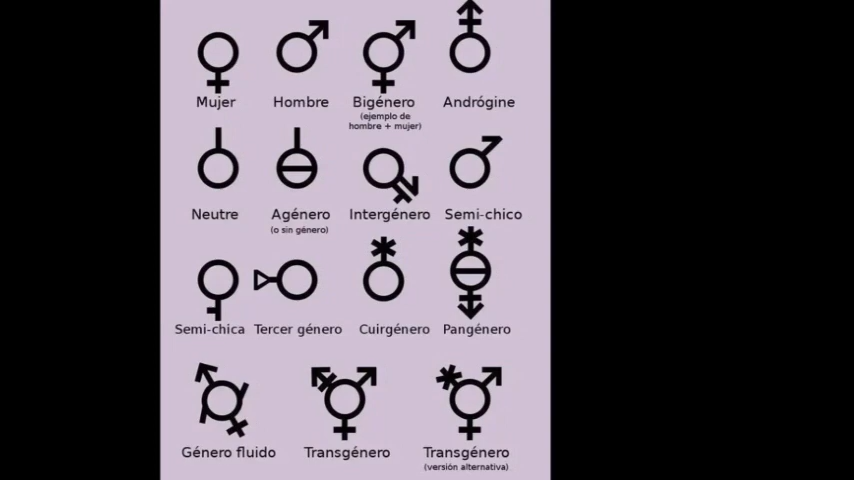 Mujer Hombre Bigénero Andrógine
(ejemplo de
hombre + mujer)
Neutre Agénero Intergénero Semi-chico
(o sin género)
Semi-chica Tercer género Cuirgénero Pangénero
Género fluido Transgénero Transgénero
(versión alternativa)